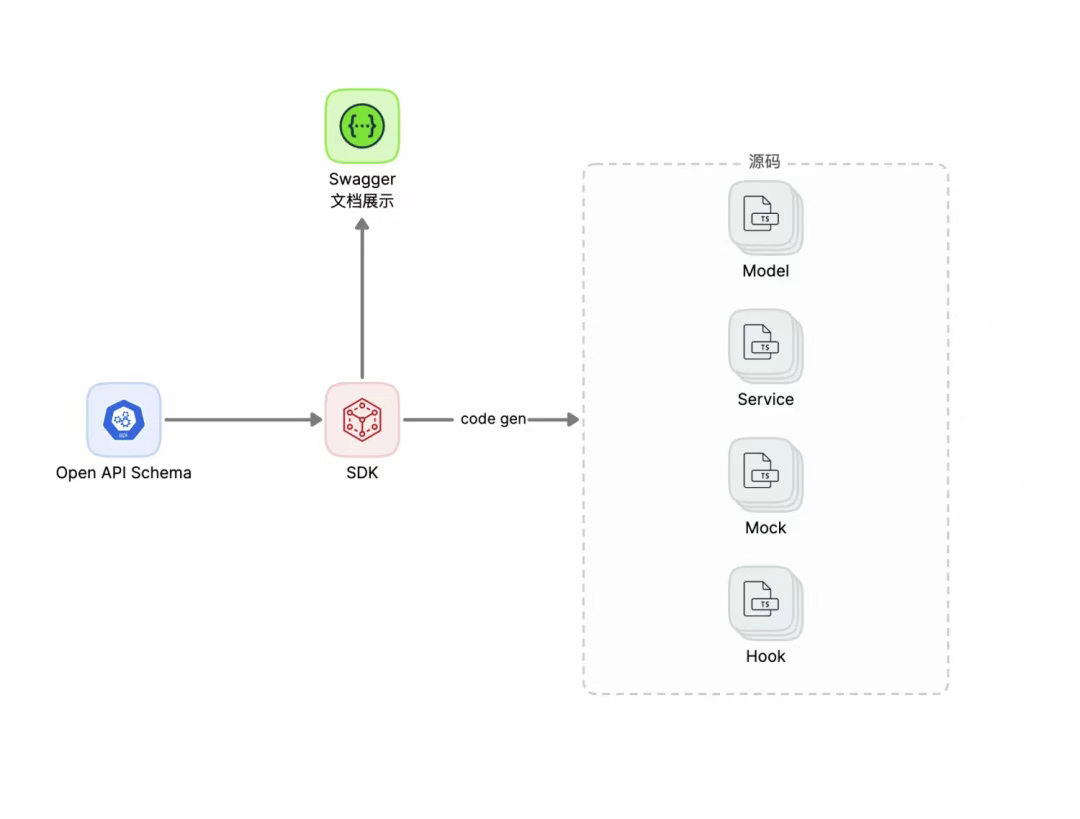 Swagger
文档展示
Open API Schema
api
SDK
code gen
源码
TS
Model
TS
Service
TS
Mock
TS
Hook